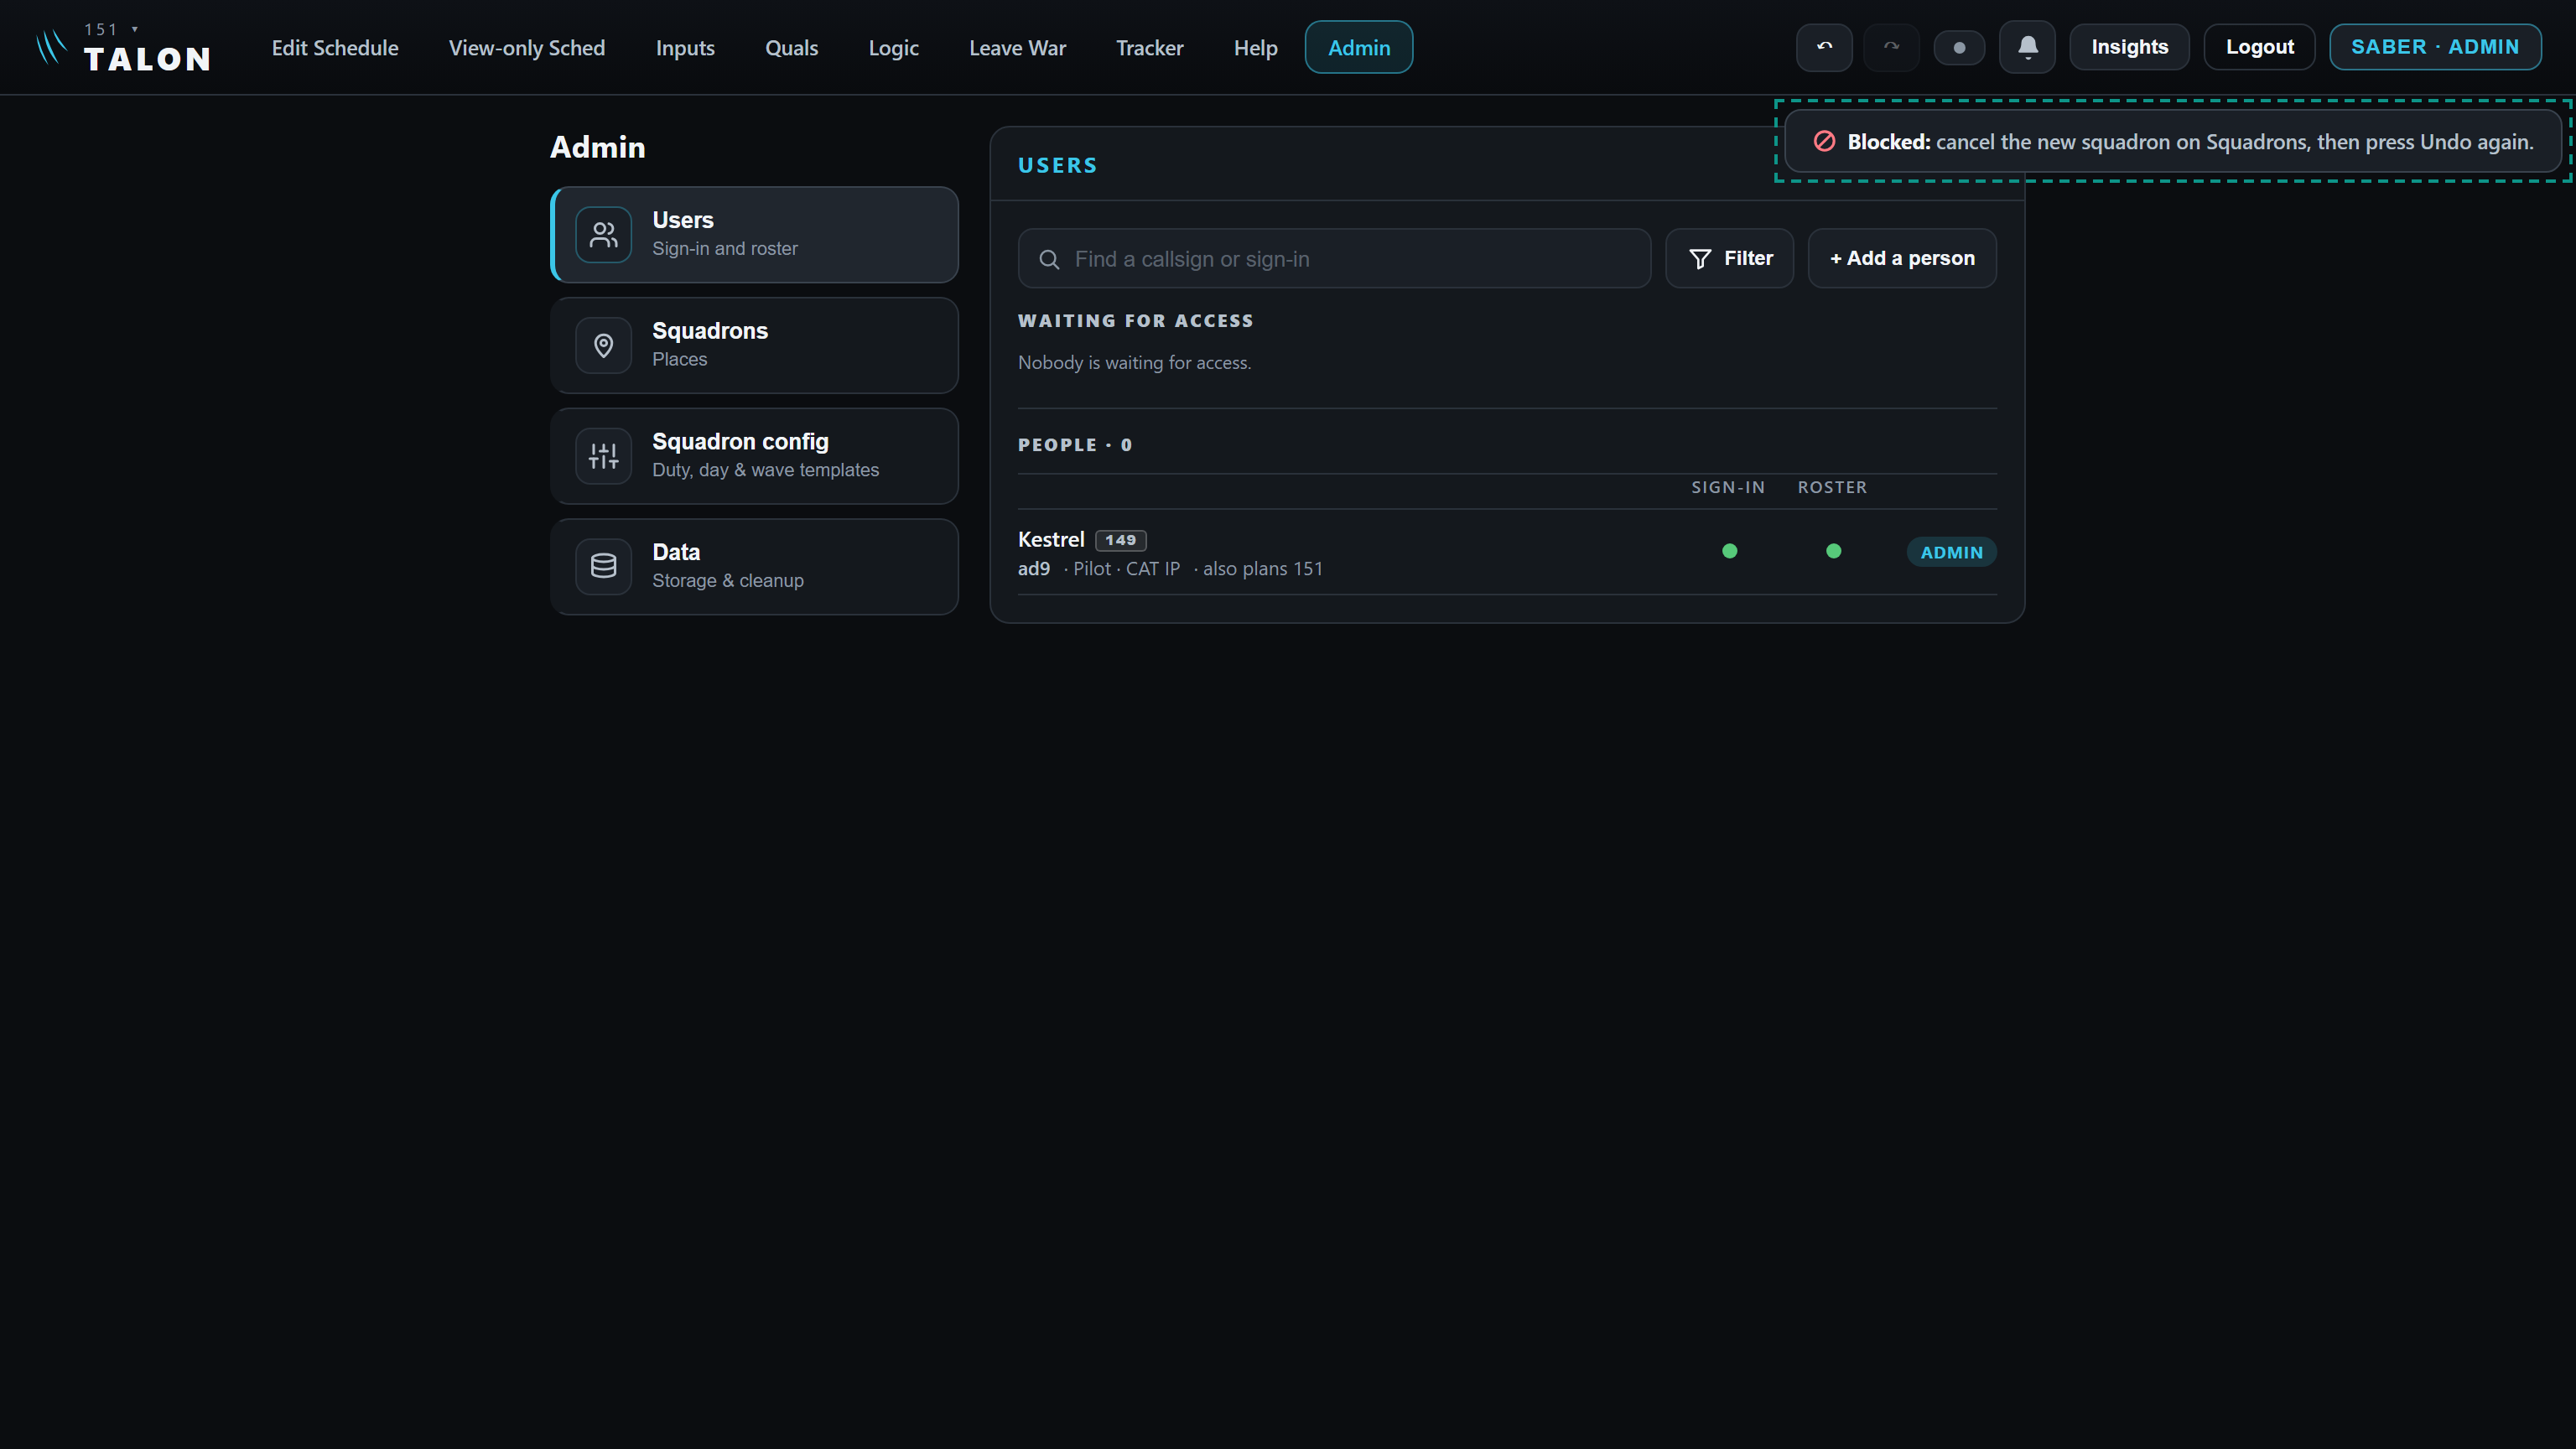 151 ▾
TALON
Edit Schedule
View-only Sched
Inputs
Quals
Logic
Leave War
Tracker
Help
Admin
Insights
Logout
SABER · ADMIN
Blocked: cancel the new squadron on Squadrons, then press Undo again.
Admin
Users
Sign-in and roster
Squadrons
Places
Squadron config
Duty, day & wave templates
Data
Storage & cleanup
USERS
Find a callsign or sign-in
Filter
+ Add a person
WAITING FOR ACCESS
Nobody is waiting for access.
PEOPLE · 0
SIGN-IN ROSTER
Kestrel 149
ad9 · Pilot · CAT IP · also plans 151
ADMIN